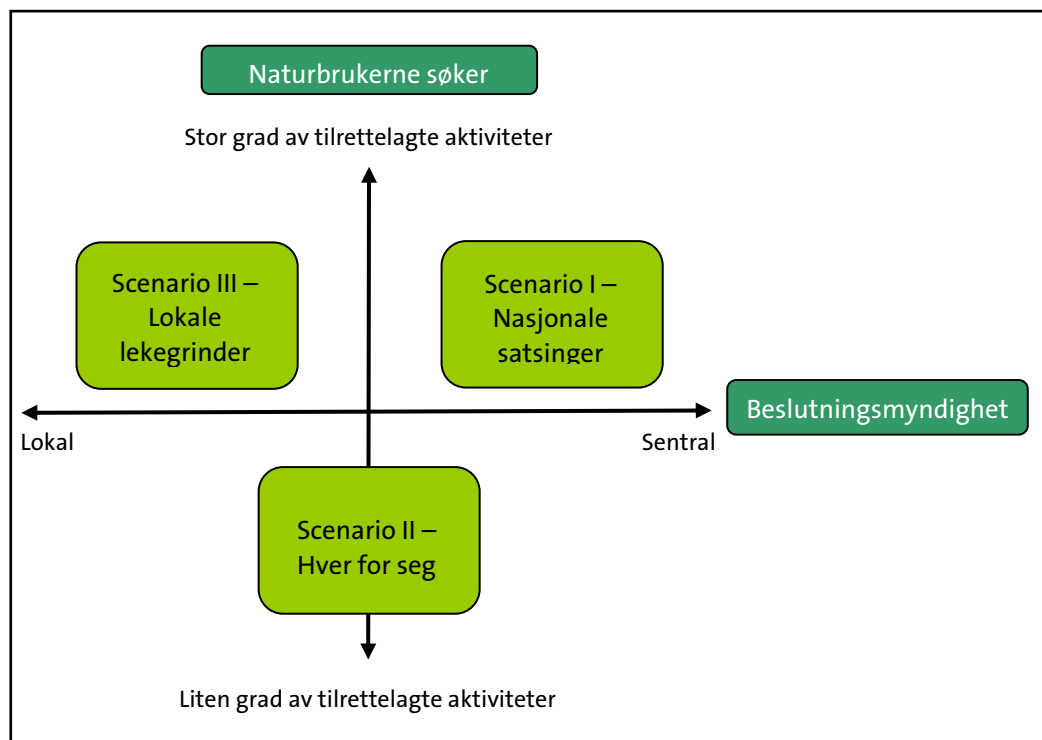 Naturbrukerne søker
Stor grad av tilrettelagte aktiviteter
Scenario III –
Lokale
lekegrinder
Scenario I –
Nasjonale
satsinger
Beslutningsmyndighet
Lokal
Sentral
Scenario II –
Hver for seg
Liten grad av tilrettelagte aktiviteter